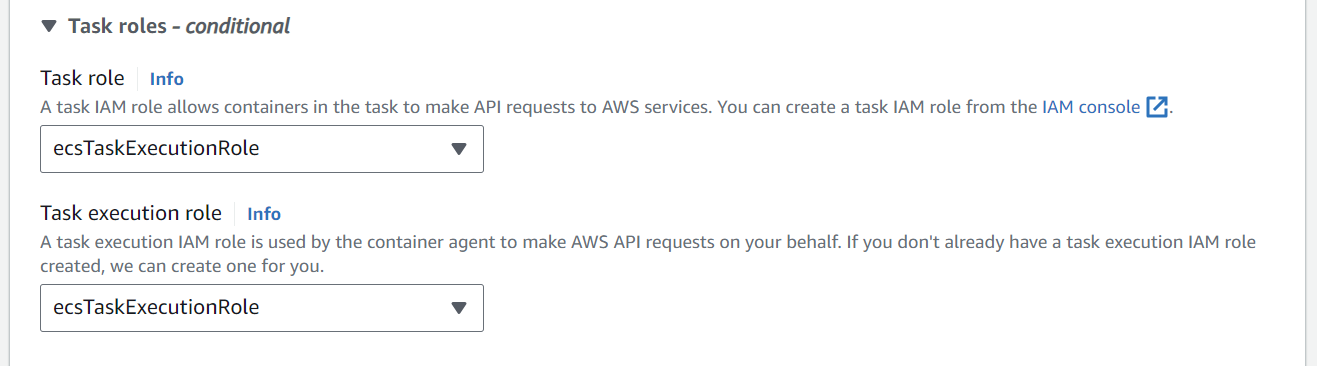 Task roles - conditional
Task role Info
A task IAM role allows containers in the task to make API requests to AWS services. You can create a task IAM role from the IAM console.
ecsTaskExecutionRole
Task execution role Info
A task execution IAM role is used by the container agent to make AWS API requests on your behalf. If you don't already have a task execution IAM role
created, we can create one for you.
ecsTaskExecutionRole